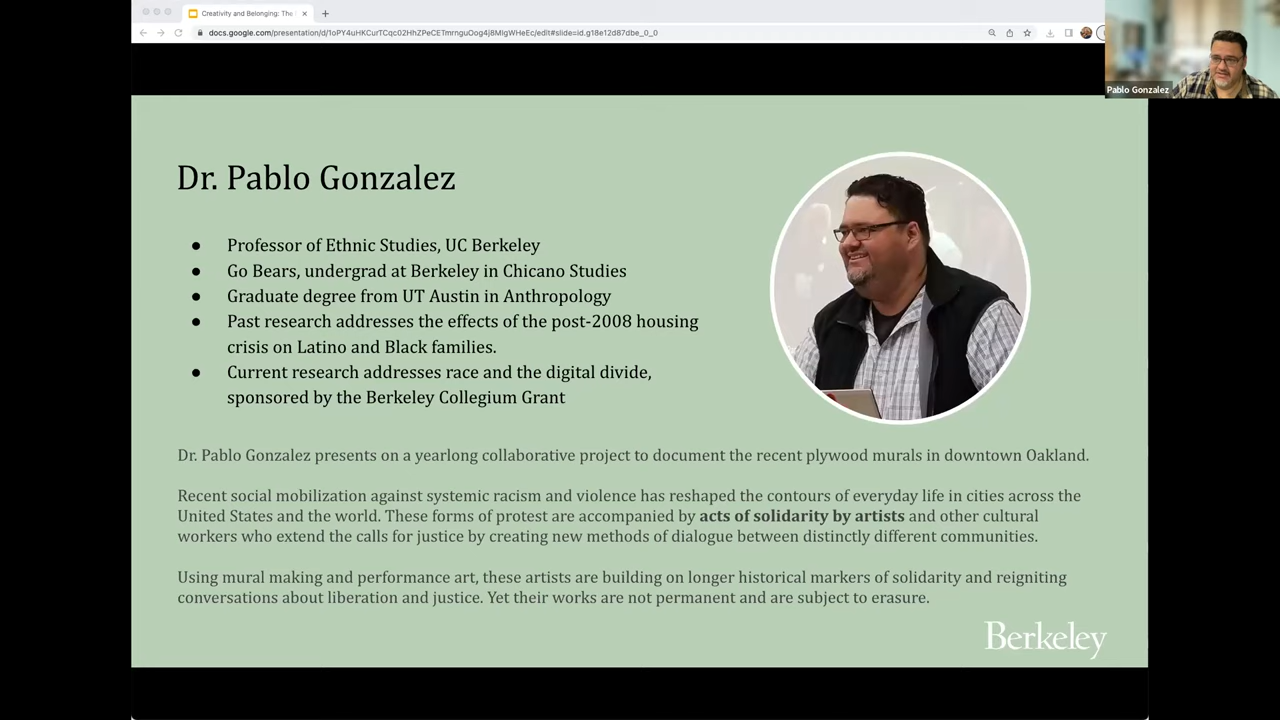 Creativity and Belonging: The
docs.google.com/presentation/d/1oPY4uHKCurTCqc02HhZPeCETmrnguOog4j8MigWHeEc/edit#slide=id.g18e12d87dbe_0_0
Pablo Gonzalez
Dr. Pablo Gonzalez
● Professor of Ethnic Studies, UC Berkeley
● Go Bears, undergrad at Berkeley in Chicano Studies
● Graduate degree from UT Austin in Anthropology
● Past research addresses the effects of the post-2008 housing
crisis on Latino and Black families.
● Current research addresses race and the digital divide,
sponsored by the Berkeley Collegium Grant
Dr. Pablo Gonzalez presents on a yearlong collaborative project to document the recent plywood murals in downtown Oakland.
Recent social mobilization against systemic racism and violence has reshaped the contours of everyday life in cities across the
United States and the world. These forms of protest are accompanied by acts of solidarity by artists and other cultural
workers who extend the calls for justice by creating new methods of dialogue between distinctly different communities.
Using mural making and performance art, these artists are building on longer historical markers of solidarity and reigniting
conversations about liberation and justice. Yet their works are not permanent and are subject to erasure.
Berkeley